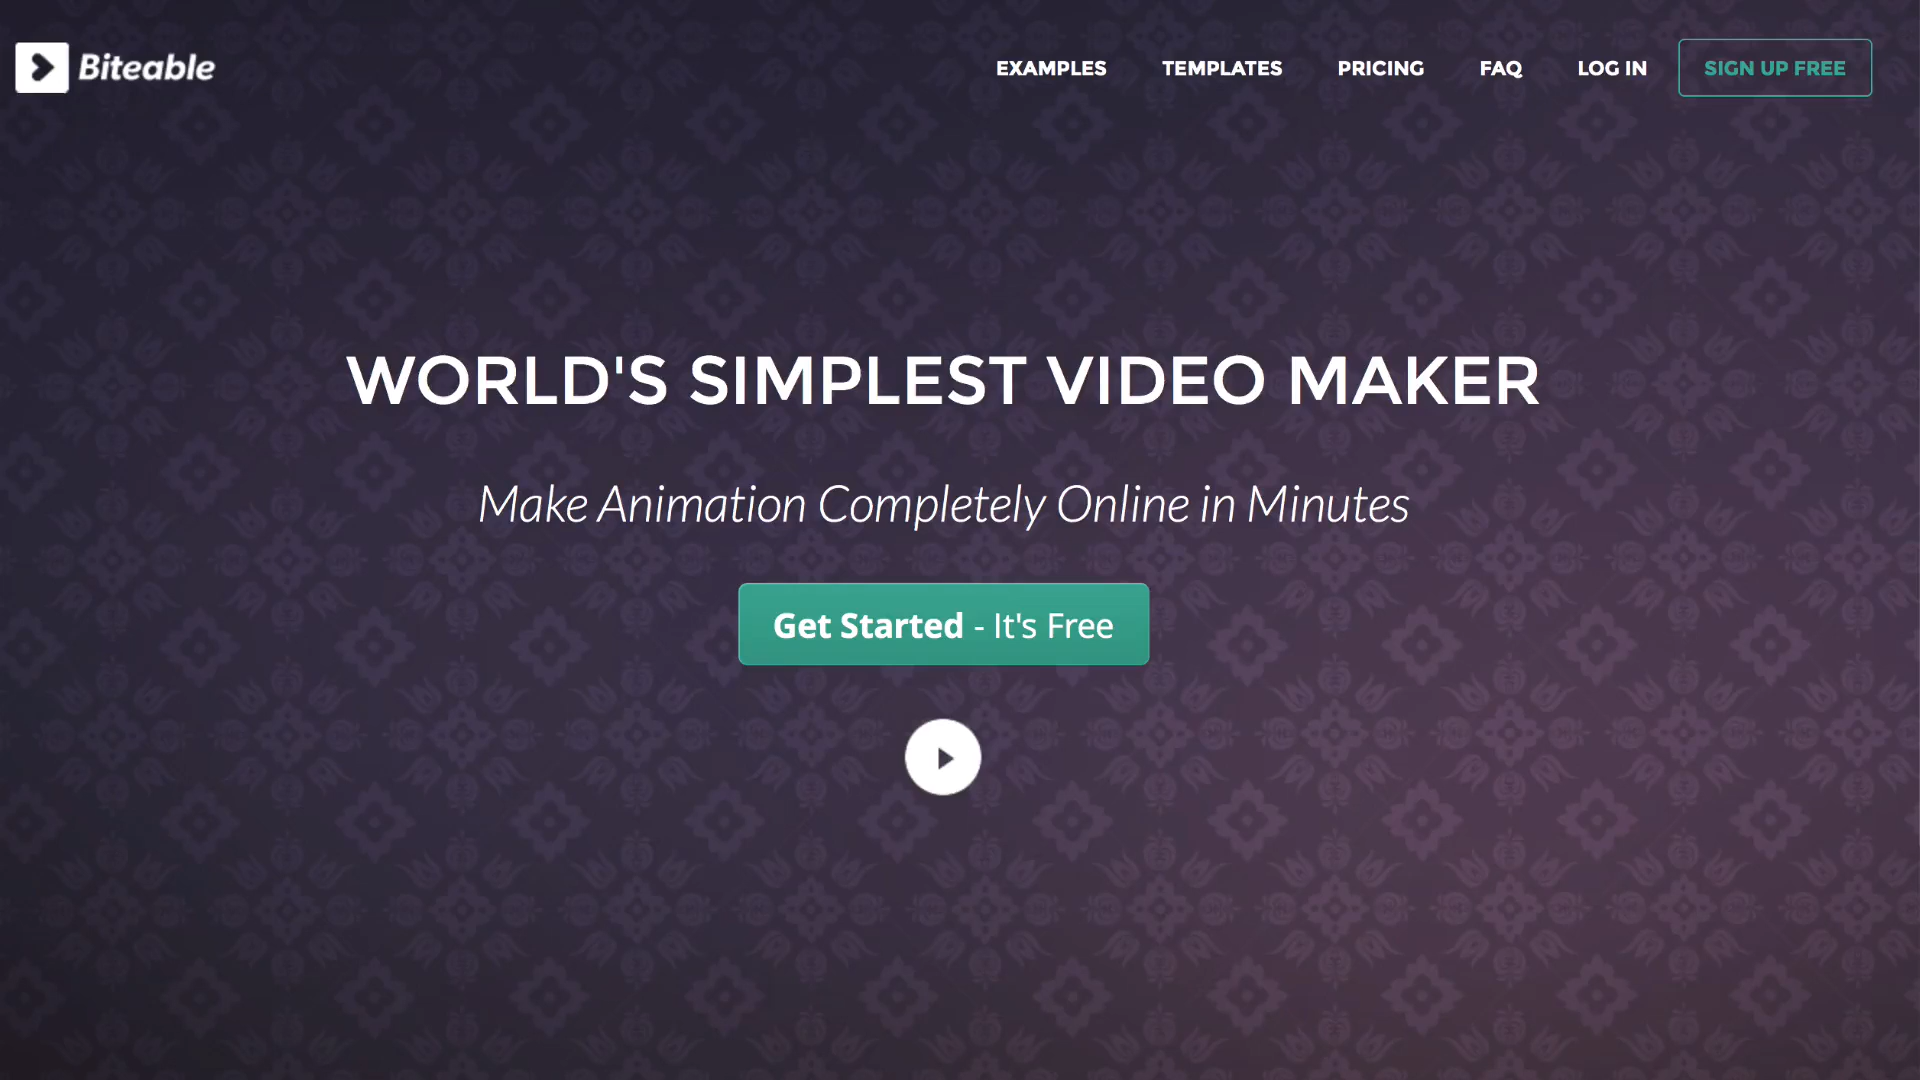 Biteable
EXAMPLES TEMPLATES PRICING FAQ LOG IN SIGN UP FREE
WORLD'S SIMPLEST VIDEO MAKER
Make Animation Completely Online in Minutes
Get Started - It's Free